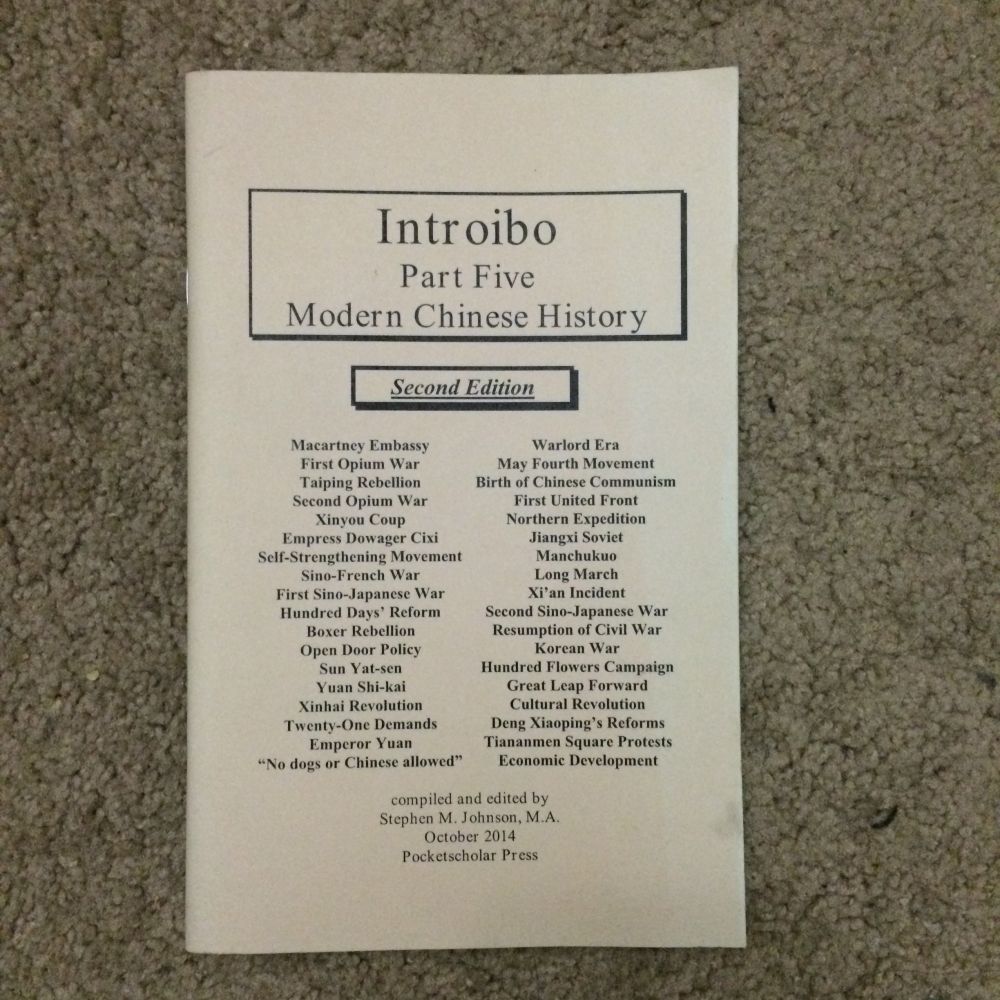 Introibo
Part Five
Modern Chinese History
Second Edition
Macartney Embassy
First Opium War
Taiping Rebellion
Second Opium War
Xinyou Coup
Empress Dowager Cixi
Self-Strengthening Movement
Sino-French War
First Sino-Japanese War
Hundred Days' Reform
Boxer Rebellion
Open Door Policy
Sun Yat-sen
Yuan Shi-kai
Xinhai Revolution
Twenty-One Demands
Emperor Yuan
“No dogs or Chinese allowed”
Warlord Era
May Fourth Movement
Birth of Chinese Communism
First United Front
Northern Expedition
Jiangxi Soviet
Manchukuo
Long March
Xi'an Incident
Second Sino-Japanese War
Resumption of Civil War
Korean War
Hundred Flowers Campaign
Great Leap Forward
Cultural Revolution
Deng Xiaoping's Reforms
Tiananmen Square Protests
Economic Development
compiled and edited by
Stephen M. Johnson, M.A.
October 2014
Pocketscholar Press